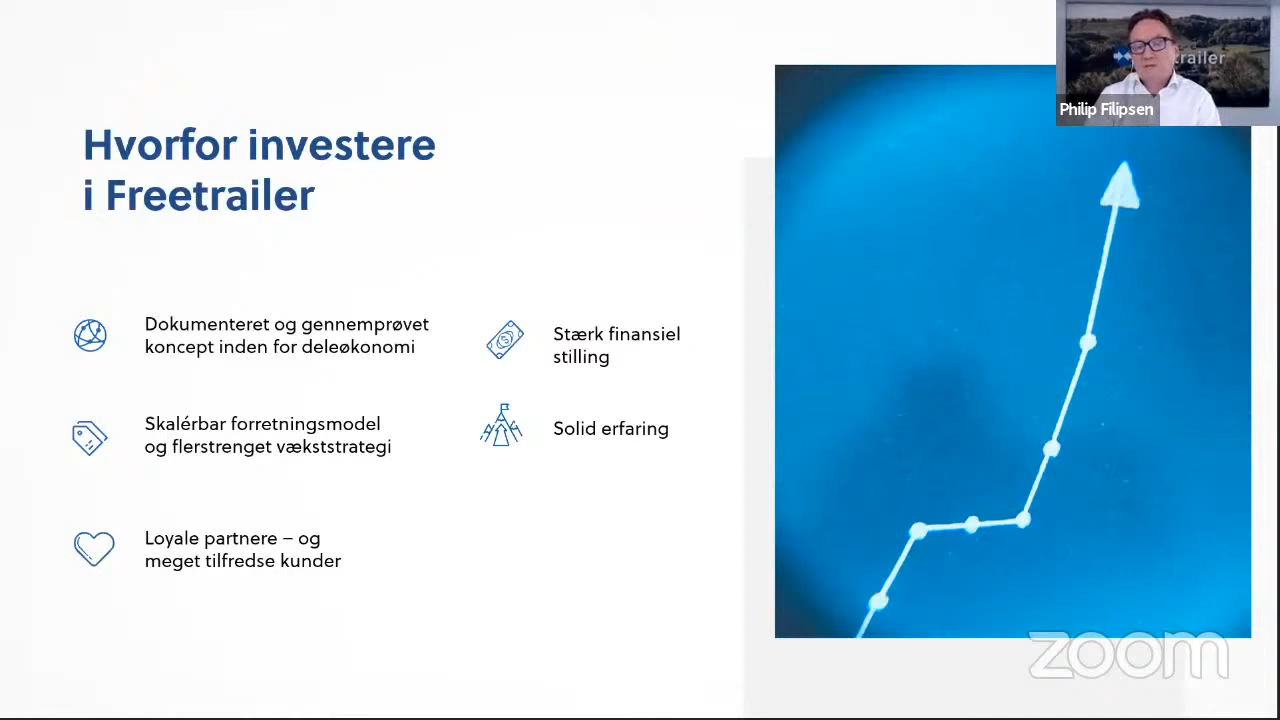 Hvorfor investere
i Freetrailer
Dokumenteret og gennemprøvet
koncept inden for deleøkonomi
Skalérbar forretningsmodel
og flerstrenget vækststrategi
Loyale partnere – og
meget tilfredse kunder
Stærk finansiel
stilling
Solid erfaring
trailer
Philip Filipsen
zoom